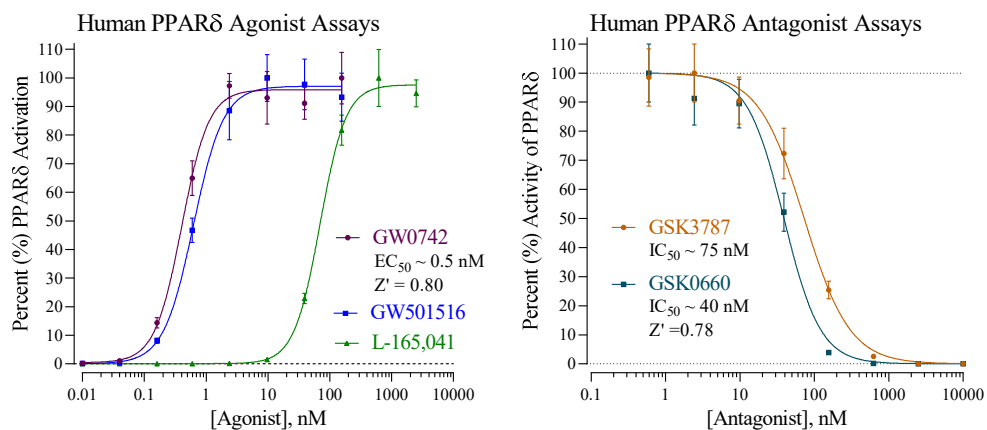 Human PPARδ Agonist Assays
Percent (%) PPARδ Activation
110
100
90
80
70
60
50
40
30
20
10
0
GW0742
EC50 ~ 0.5 nM
Z' = 0.80
GW501516
L-165,041
0.01 0.1 1 10 100 1000 10000
[Agonist], nM
Human PPARδ Antagonist Assays
Percent (%) Activity of PPARδ
110
100
90
80
70
60
50
40
30
20
10
0
GSK3787
IC50 ~ 75 nM
GSK0660
IC50 ~ 40 nM
Z' =0.78
0.1 1 10 100 1000 10000
[Antagonist], nM